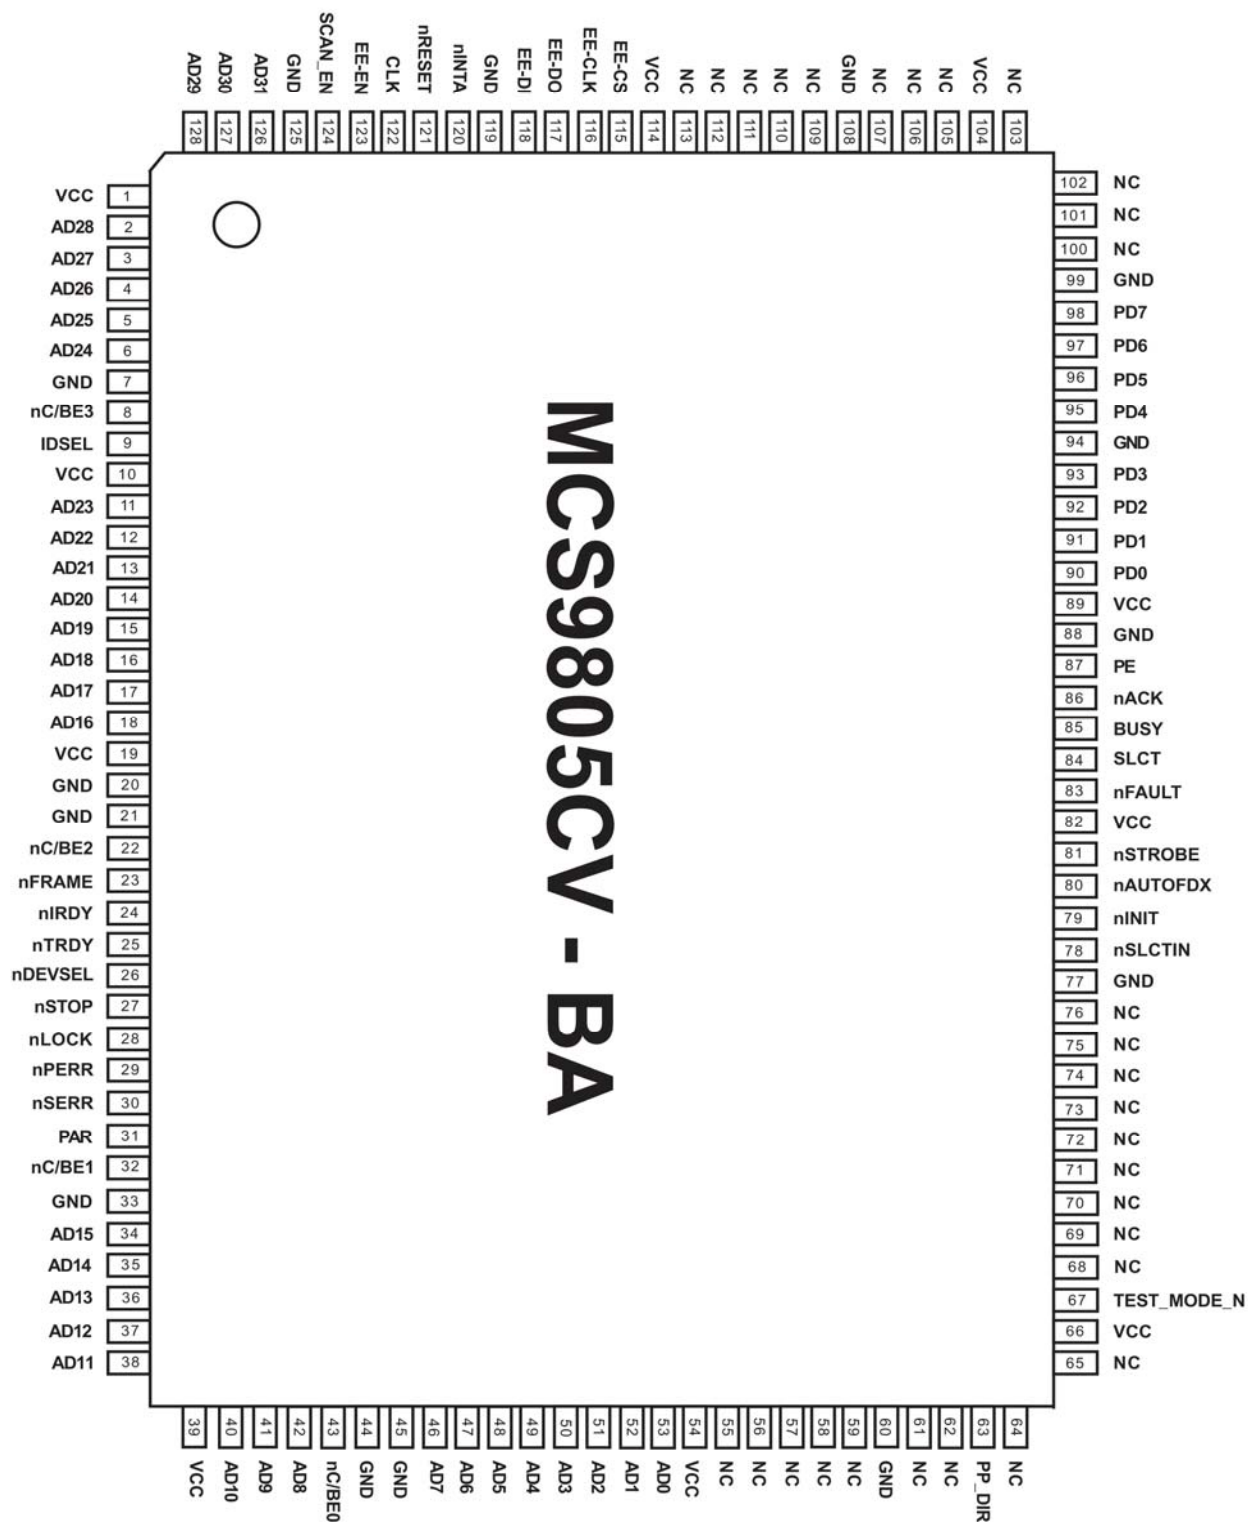 AD29 AD30 AD31 GND SCAN_EN EE-EN CLK nRESET nINTA GND EE-DI EE-DO EE-CLK EE-CS VCC NC NC NC NC NC GND NC NC NC VCC NC
128 127 126 125 124 123 122 121 120 119 118 117 116 115 114 113 112 111 110 109 108 107 106 105 104 103
VCC 1
AD28 2
AD27 3
AD26 4
AD25 5
AD24 6
GND 7
nC/BE3 8
IDSEL 9
VCC 10
AD23 11
AD22 12
AD21 13
AD20 14
AD19 15
AD18 16
AD17 17
AD16 18
VCC 19
GND 20
GND 21
nC/BE2 22
nFRAME 23
nIRDY 24
nTRDY 25
nDEVSEL 26
nSTOP 27
nLOCK 28
nPERR 29
nSERR 30
PAR 31
nC/BE1 32
GND 33
AD15 34
AD14 35
AD13 36
AD12 37
AD11 38
MCS9805CV - BA
102 NC
101 NC
100 NC
99 GND
98 PD7
97 PD6
96 PD5
95 PD4
94 GND
93 PD3
92 PD2
91 PD1
90 PD0
89 VCC
88 GND
87 PE
86 nACK
85 BUSY
84 SLCT
83 nFAULT
82 VCC
81 nSTROBE
80 nAUTOFDX
79 nINIT
78 nSLCTIN
77 GND
76 NC
75 NC
74 NC
73 NC
72 NC
71 NC
70 NC
69 NC
68 NC
67 TEST_MODE_N
66 VCC
65 NC
39 40 41 42 43 44 45 46 47 48 49 50 51 52 53 54 55 56 57 58 59 60 61 62 63 64
VCC AD10 AD9 AD8 nC/BE0 GND GND AD7 AD6 AD5 AD4 AD3 AD2 AD1 AD0 VCC NC NC NC NC NC GND NC NC PP_DIR NC